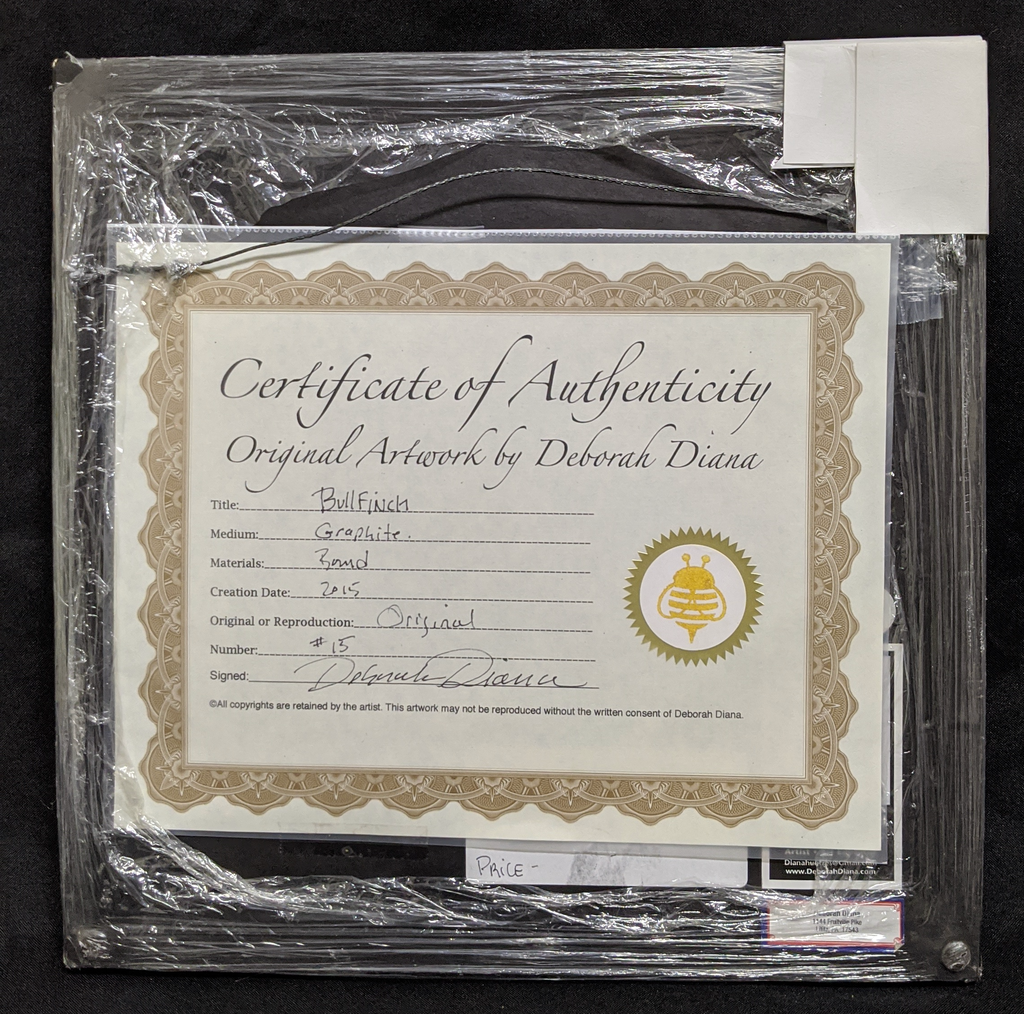 Certificate of Authenticity
Original Artwork by Deborah Diana
Title: BullFinch
Medium: Graphite.
Materials: Bond
Creation Date: 2015
Original or Reproduction: Original
Number: #15
Signed: Deborah Diana
©All copyrights are retained by the artist. This artwork may not be reproduced without the written consent of Deborah Diana.
PRiCE -
Artist
www.DeborahDiana.com
Deborah Diana